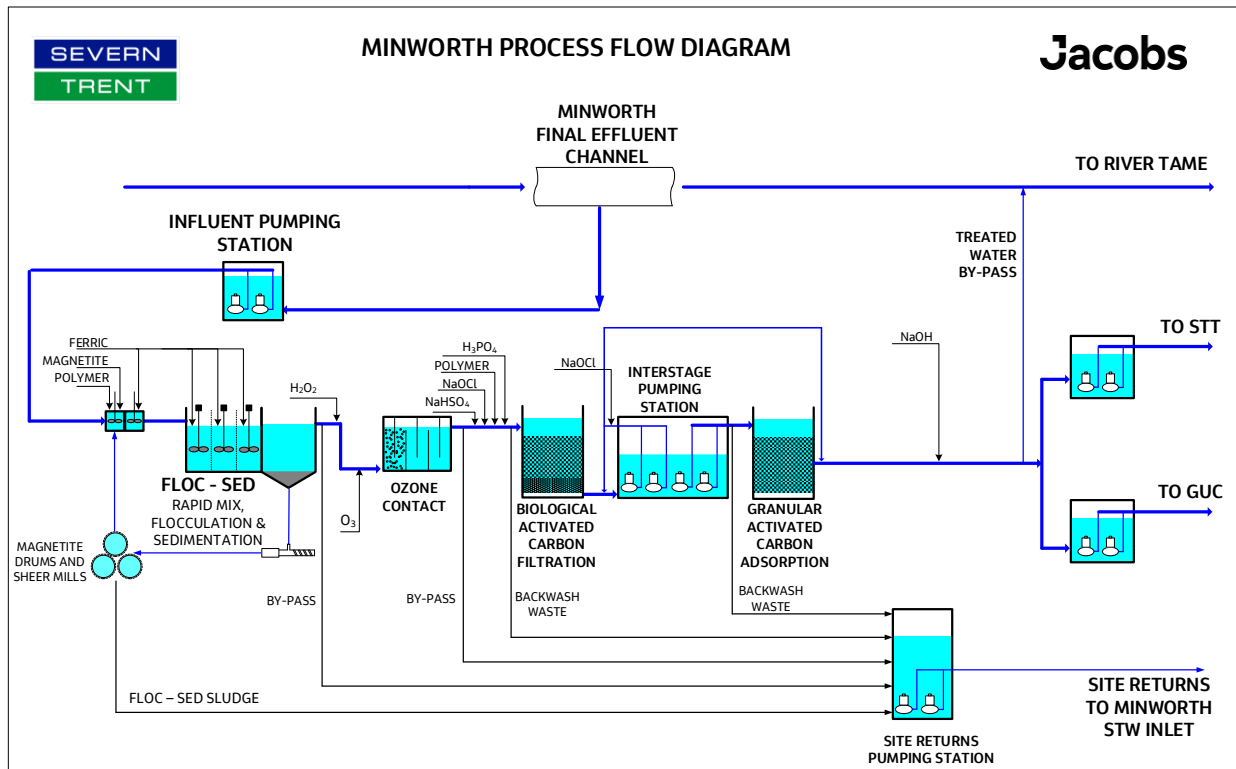 SEVERN
TRENT
MINWORTH PROCESS FLOW DIAGRAM
Jacobs
MINWORTH
FINAL EFFLUENT
CHANNEL
TO RIVER TAME
INFLUENT PUMPING
STATION
TREATED
WATER
BY-PASS
TO STT
FERRIC
MAGNETITE
POLYMER
H₂O₂
H₃PO₄
POLYMER
NaOCl
NaHSO₄
NaOCl
INTERSTAGE
PUMPING
STATION
NaOH
FLOC - SED
RAPID MIX,
FLOCCULATION &
SEDIMENTATION
O₃
OZONE
CONTACT
BIOLOGICAL
ACTIVATED
CARBON
FILTRATION
GRANULAR
ACTIVATED
CARBON
ADSORPTION
TO GUC
MAGNETITE
DRUMS AND
SHEER MILLS
BY-PASS
BY-PASS
BACKWASH
WASTE
BACKWASH
WASTE
FLOC – SED SLUDGE
SITE RETURNS
TO MINWORTH
STW INLET
SITE RETURNS
PUMPING STATION